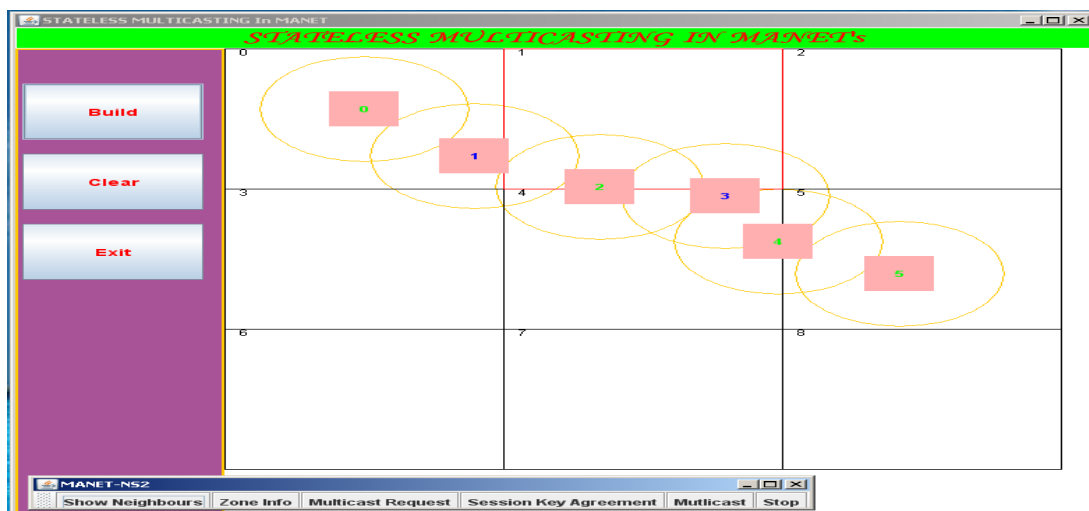 STATELESS MULTICASTING In MANET
STATELESS MULTICASTING IN MANET's
0 1 2
Build
0
Clear
1
2
3
3 4 5
Exit
4
5
6 7 8
MANET-NS2
Show Neighbours Zone Info Multicast Request Session Key Agreement Mutlicast Stop